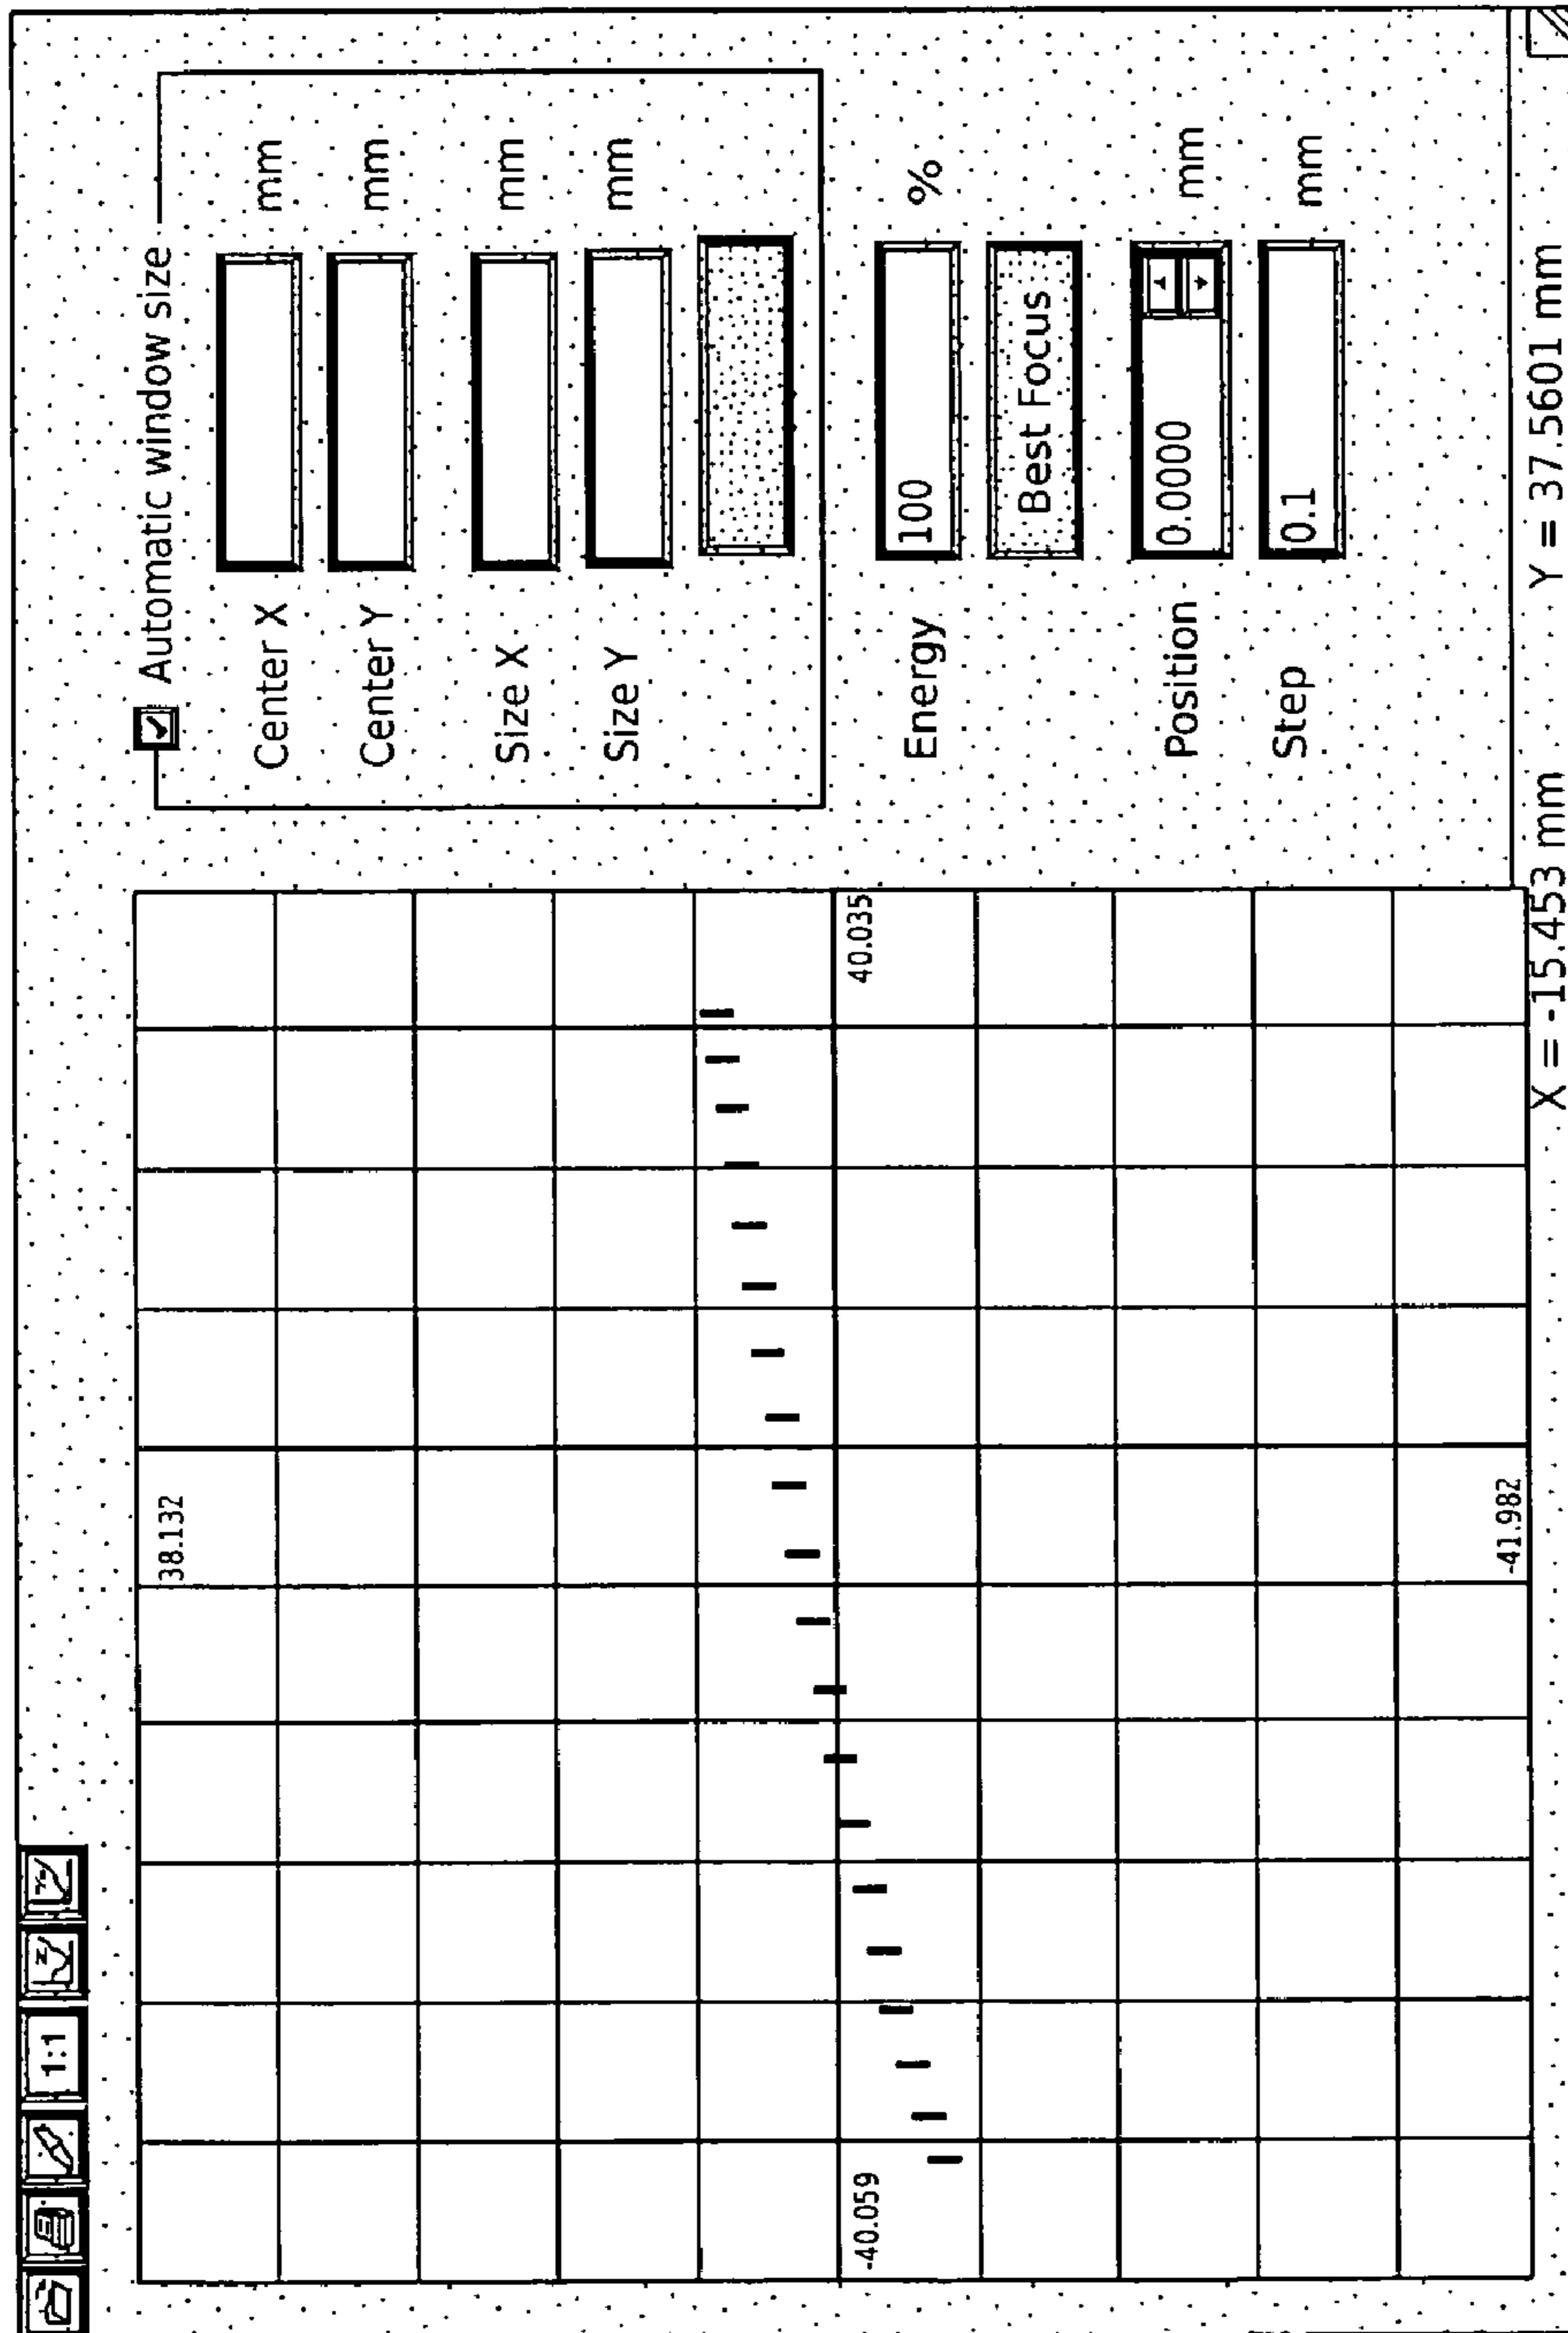 1:1
38.132
-40.059
40.035
-41.982
Automatic window size
Center X mm
Center Y mm
Size X mm
Size Y mm
Energy 100 %
Best Focus
Position 0.0000 mm
Step 0.1 mm
X = -15.453 mm Y = 37.5601 mm